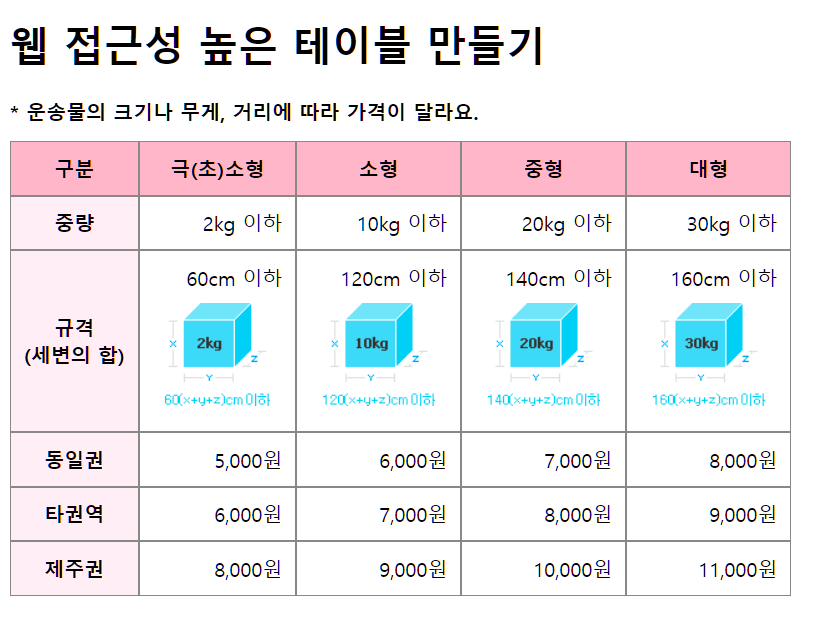 웹 접근성 높은 테이블 만들기
* 운송물의 크기나 무게, 거리에 따라 가격이 달라요.
구분 극(초)소형 소형 중형 대형
중량 2kg 이하 10kg 이하 20kg 이하 30kg 이하
60cm 이하 120cm 이하 140cm 이하 160cm 이하
규격
(세변의 합)
X 2kg Z Y X 10kg Z Y X 20kg Z Y X 30kg Z Y
60(x+y+z)cm이하 120(x+y+z)cm이하 140(x+y+z)cm이하 160(x+y+z)cm이하
동일권 5,000원 6,000원 7,000원 8,000원
타권역 6,000원 7,000원 8,000원 9,000원
제주권 8,000원 9,000원 10,000원 11,000원